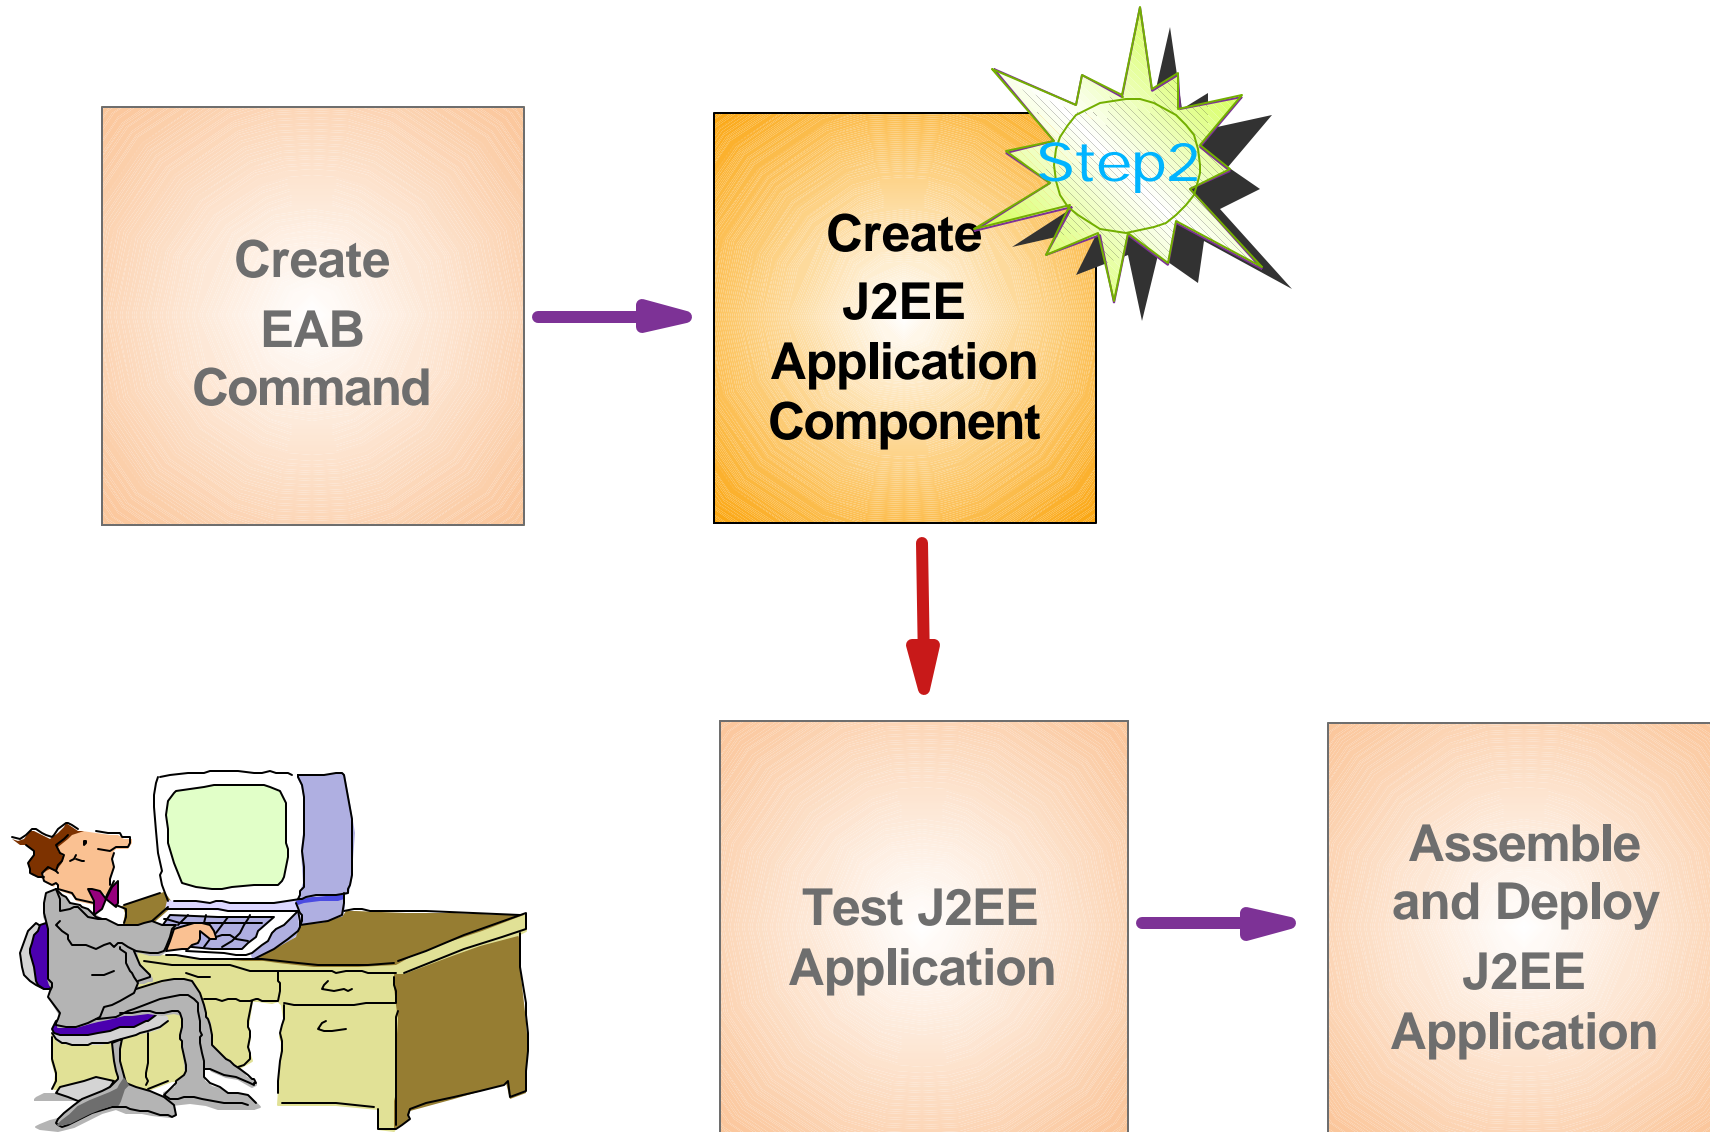 Create
EAB
Command
Step2
Create
J2EE
Application
Component
Test J2EE
Application
Assemble
and Deploy
J2EE
Application